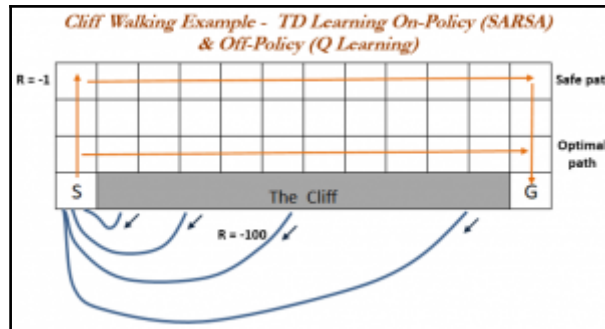 Cliff Walking Example - TD Learning On-Policy (SARSA)
& Off-Policy (Q Learning)
R = -1
Safe pat
Optimal
path
S
The Cliff
G
R = -100